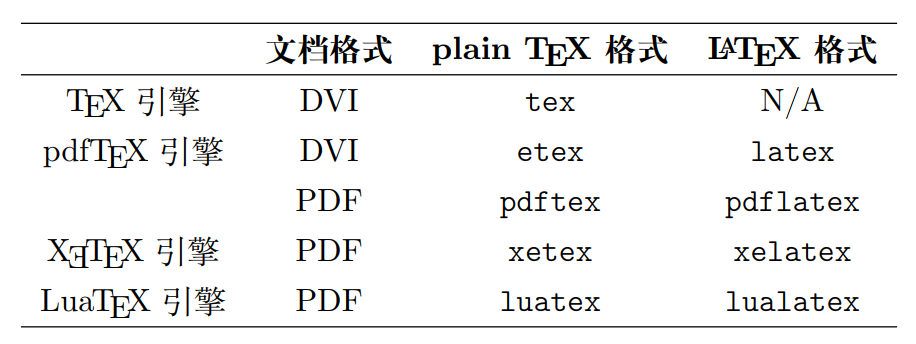 文档格式 plain TEX 格式 LATEX 格式
TEX 引擎 DVI tex N/A
pdfTEX 引擎 DVI etex latex
PDF pdftex pdflatex
XƎTEX 引擎 PDF xetex xelatex
LuaTEX 引擎 PDF luatex lualatex